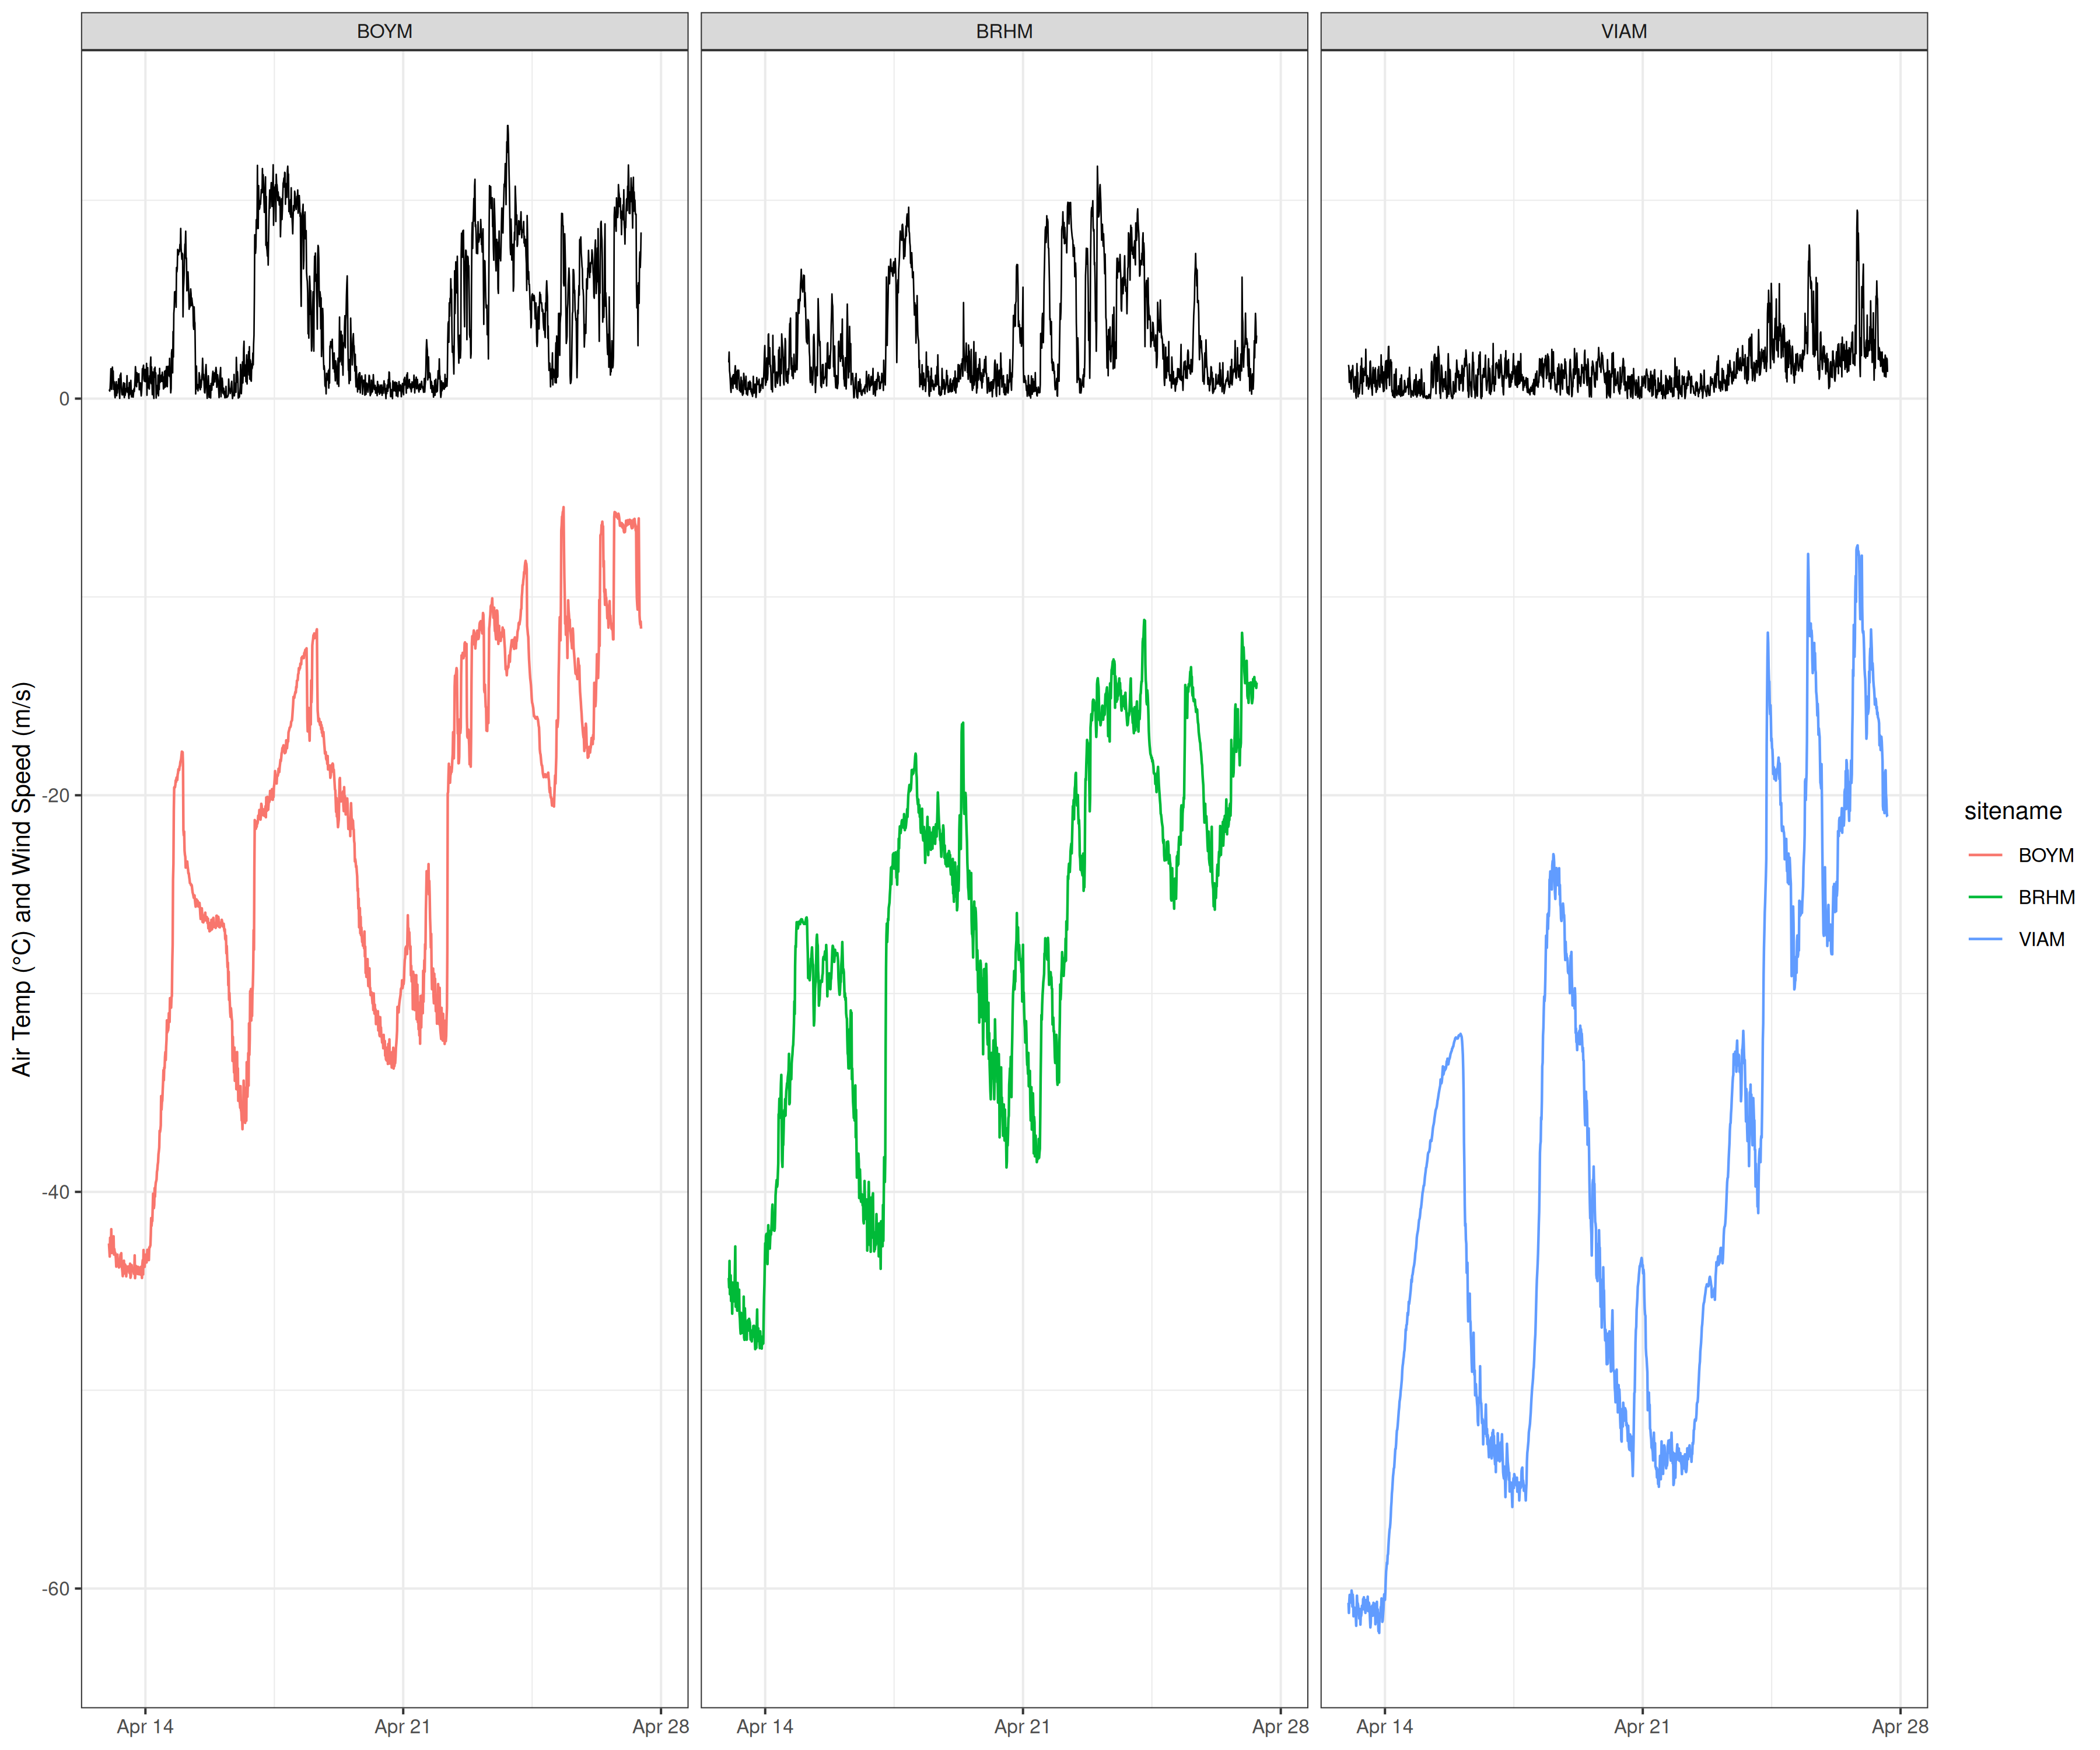 BOYM BRHM VIAM
Air Temp (°C) and Wind Speed (m/s)
0
-20
-40
-60
Apr 14 Apr 21 Apr 28 Apr 14 Apr 21 Apr 28 Apr 14 Apr 21 Apr 28
sitename
BOYM
BRHM
VIAM